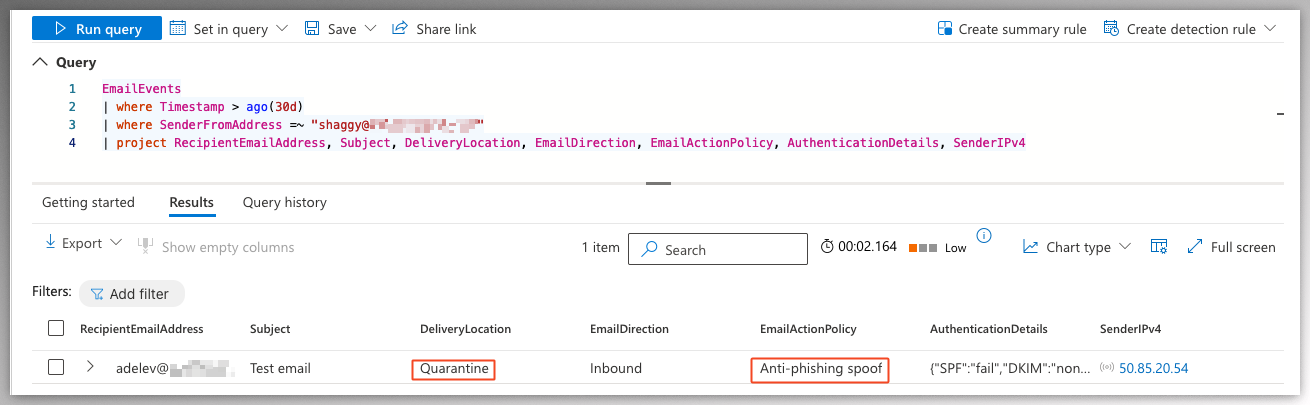 Run query Set in query Save Share link Create summary rule Create detection rule
Query
1 EmailEvents
2 | where Timestamp > ago(30d)
3 | where SenderFromAddress =~ "shaggy@ "
4 | project RecipientEmailAddress, Subject, DeliveryLocation, EmailDirection, EmailActionPolicy, AuthenticationDetails, SenderIPv4
Getting started Results Query history
Export Show empty columns 1 item Search 00:02.164 Low Chart type Full screen
Filters: Add filter
RecipientEmailAddress Subject DeliveryLocation EmailDirection EmailActionPolicy AuthenticationDetails SenderIPv4
adelev@ Test email Quarantine Inbound Anti-phishing spoof {"SPF":"fail","DKIM":"non... 50.85.20.54